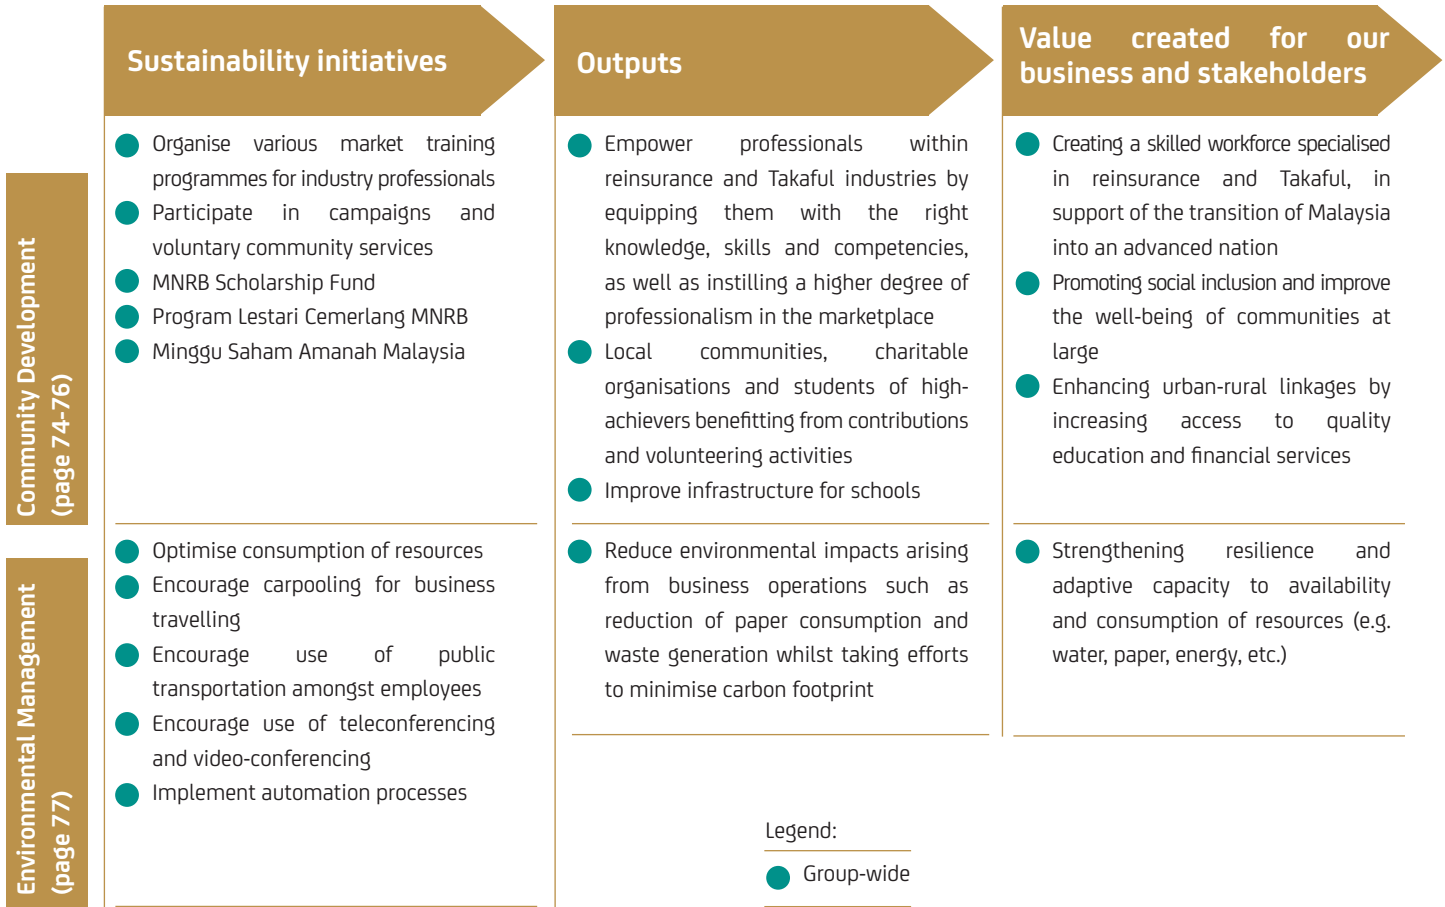 Sustainability initiatives
Outputs
Value created for our
business and stakeholders
Community Development
(page 74-76)
Organise various market training
programmes for industry professionals
Participate in campaigns and
voluntary community services
MNRB Scholarship Fund
Program Lestari Cemerlang MNRB
Minggu Saham Amanah Malaysia
Empower professionals within
reinsurance and Takaful industries by
equipping them with the right
knowledge, skills and competencies,
as well as instilling a higher degree of
professionalism in the marketplace
Local communities, charitable
organisations and students of high-
achievers benefitting from contributions
and volunteering activities
Improve infrastructure for schools
Creating a skilled workforce specialised
in reinsurance and Takaful, in
support of the transition of Malaysia
into an advanced nation
Promoting social inclusion and improve
the well-being of communities at
large
Enhancing urban-rural linkages by
increasing access to quality
education and financial services
Environmental Management
(page 77)
Optimise consumption of resources
Encourage carpooling for business
travelling
Encourage use of public
transportation amongst employees
Encourage use of teleconferencing
and video-conferencing
Implement automation processes
Reduce environmental impacts arising
from business operations such as
reduction of paper consumption and
waste generation whilst taking efforts
to minimise carbon footprint
Strengthening resilience and
adaptive capacity to availability
and consumption of resources (e.g.
water, paper, energy, etc.)
Legend:
Group-wide